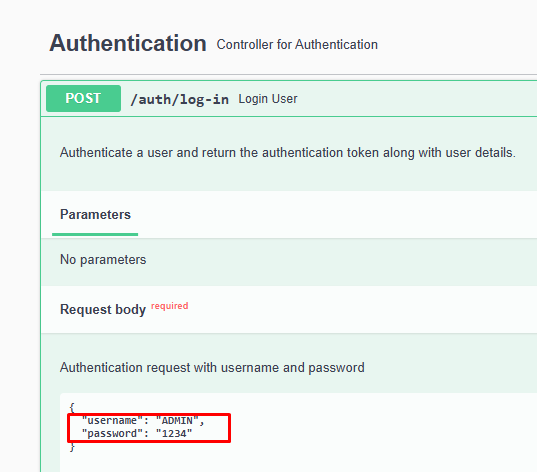 Authentication Controller for Authentication
POST /auth/log-in Login User
Authenticate a user and return the authentication token along with user details.
Parameters
No parameters
Request body required
Authentication request with username and password
{
"username": "ADMIN",
"password": "1234"
}